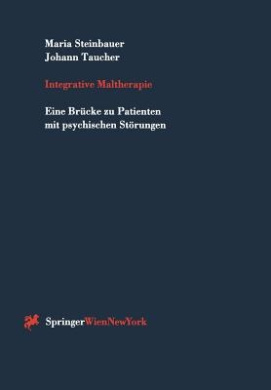 Maria Steinbauer
Johann Taucher
Integrative Maltherapie
Eine Brücke zu Patienten
mit psychischen Störungen
SpringerWienNewYork